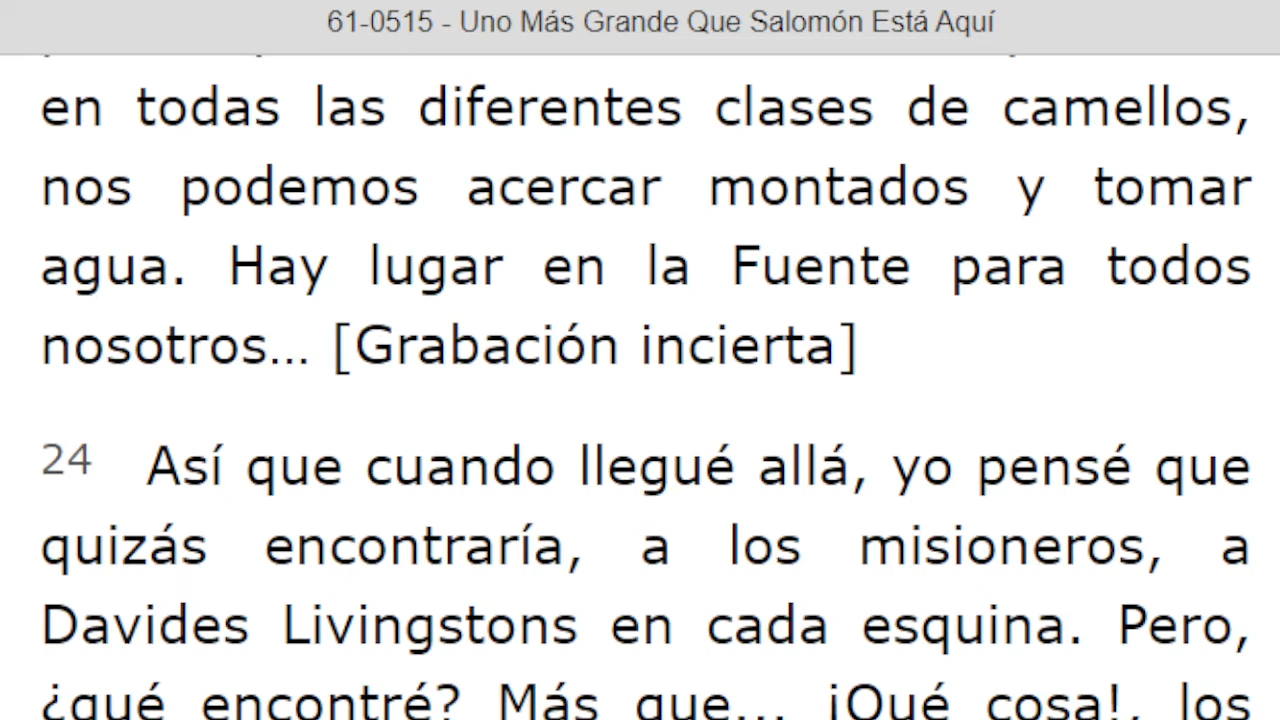 61-0515 - Uno Más Grande Que Salomón Está Aquí
en todas las diferentes clases de camellos,
nos podemos acercar montados y tomar
agua. Hay lugar en la Fuente para todos
nosotros… [Grabación incierta]
24 Así que cuando llegué allá, yo pensé que
quizás encontraría, a los misioneros, a
Davides Livingstons en cada esquina. Pero,
¿qué encontré? Más que... ¡Qué cosa!, los